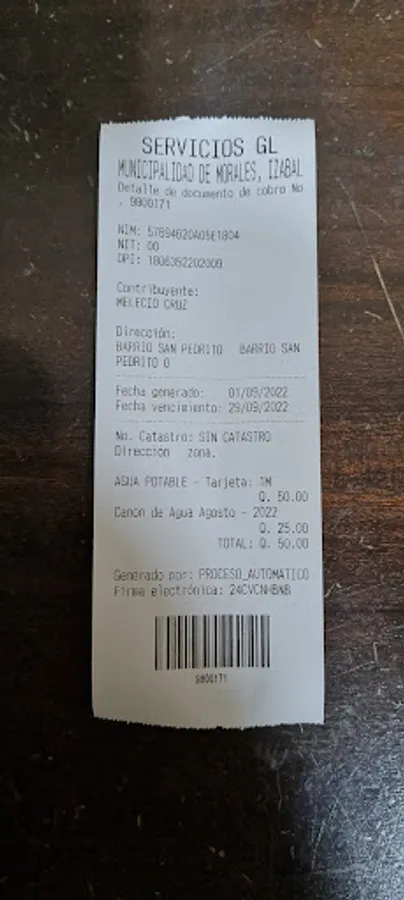 SERVICIOS GL
MUNICIPALIDAD DE MORALES, IZABAL
Detalle de documento de cobro No
. 9800171
NIM: 57694620A05E1804
NIT: 00
DPI: 1806352202009
Contribuyente:
MELECIO CRUZ
Dirección:
BARRIO SAN PEDRITO BARRIO SAN
PEDRITO 0
Fecha generado: 01/09/2022
Fecha vencimiento: 29/09/2022
No. Catastro: SIN CATASTRO
Dirección zona.
AGUA POTABLE - Tarjeta: 1M
Q. 50.00
Canon de Agua Agosto - 2022
Q. 25.00
TOTAL: Q. 50.00
Generado por: PROCESO_AUTOMATICO
Firma electrónica: 24CVCNHBNB
9800171